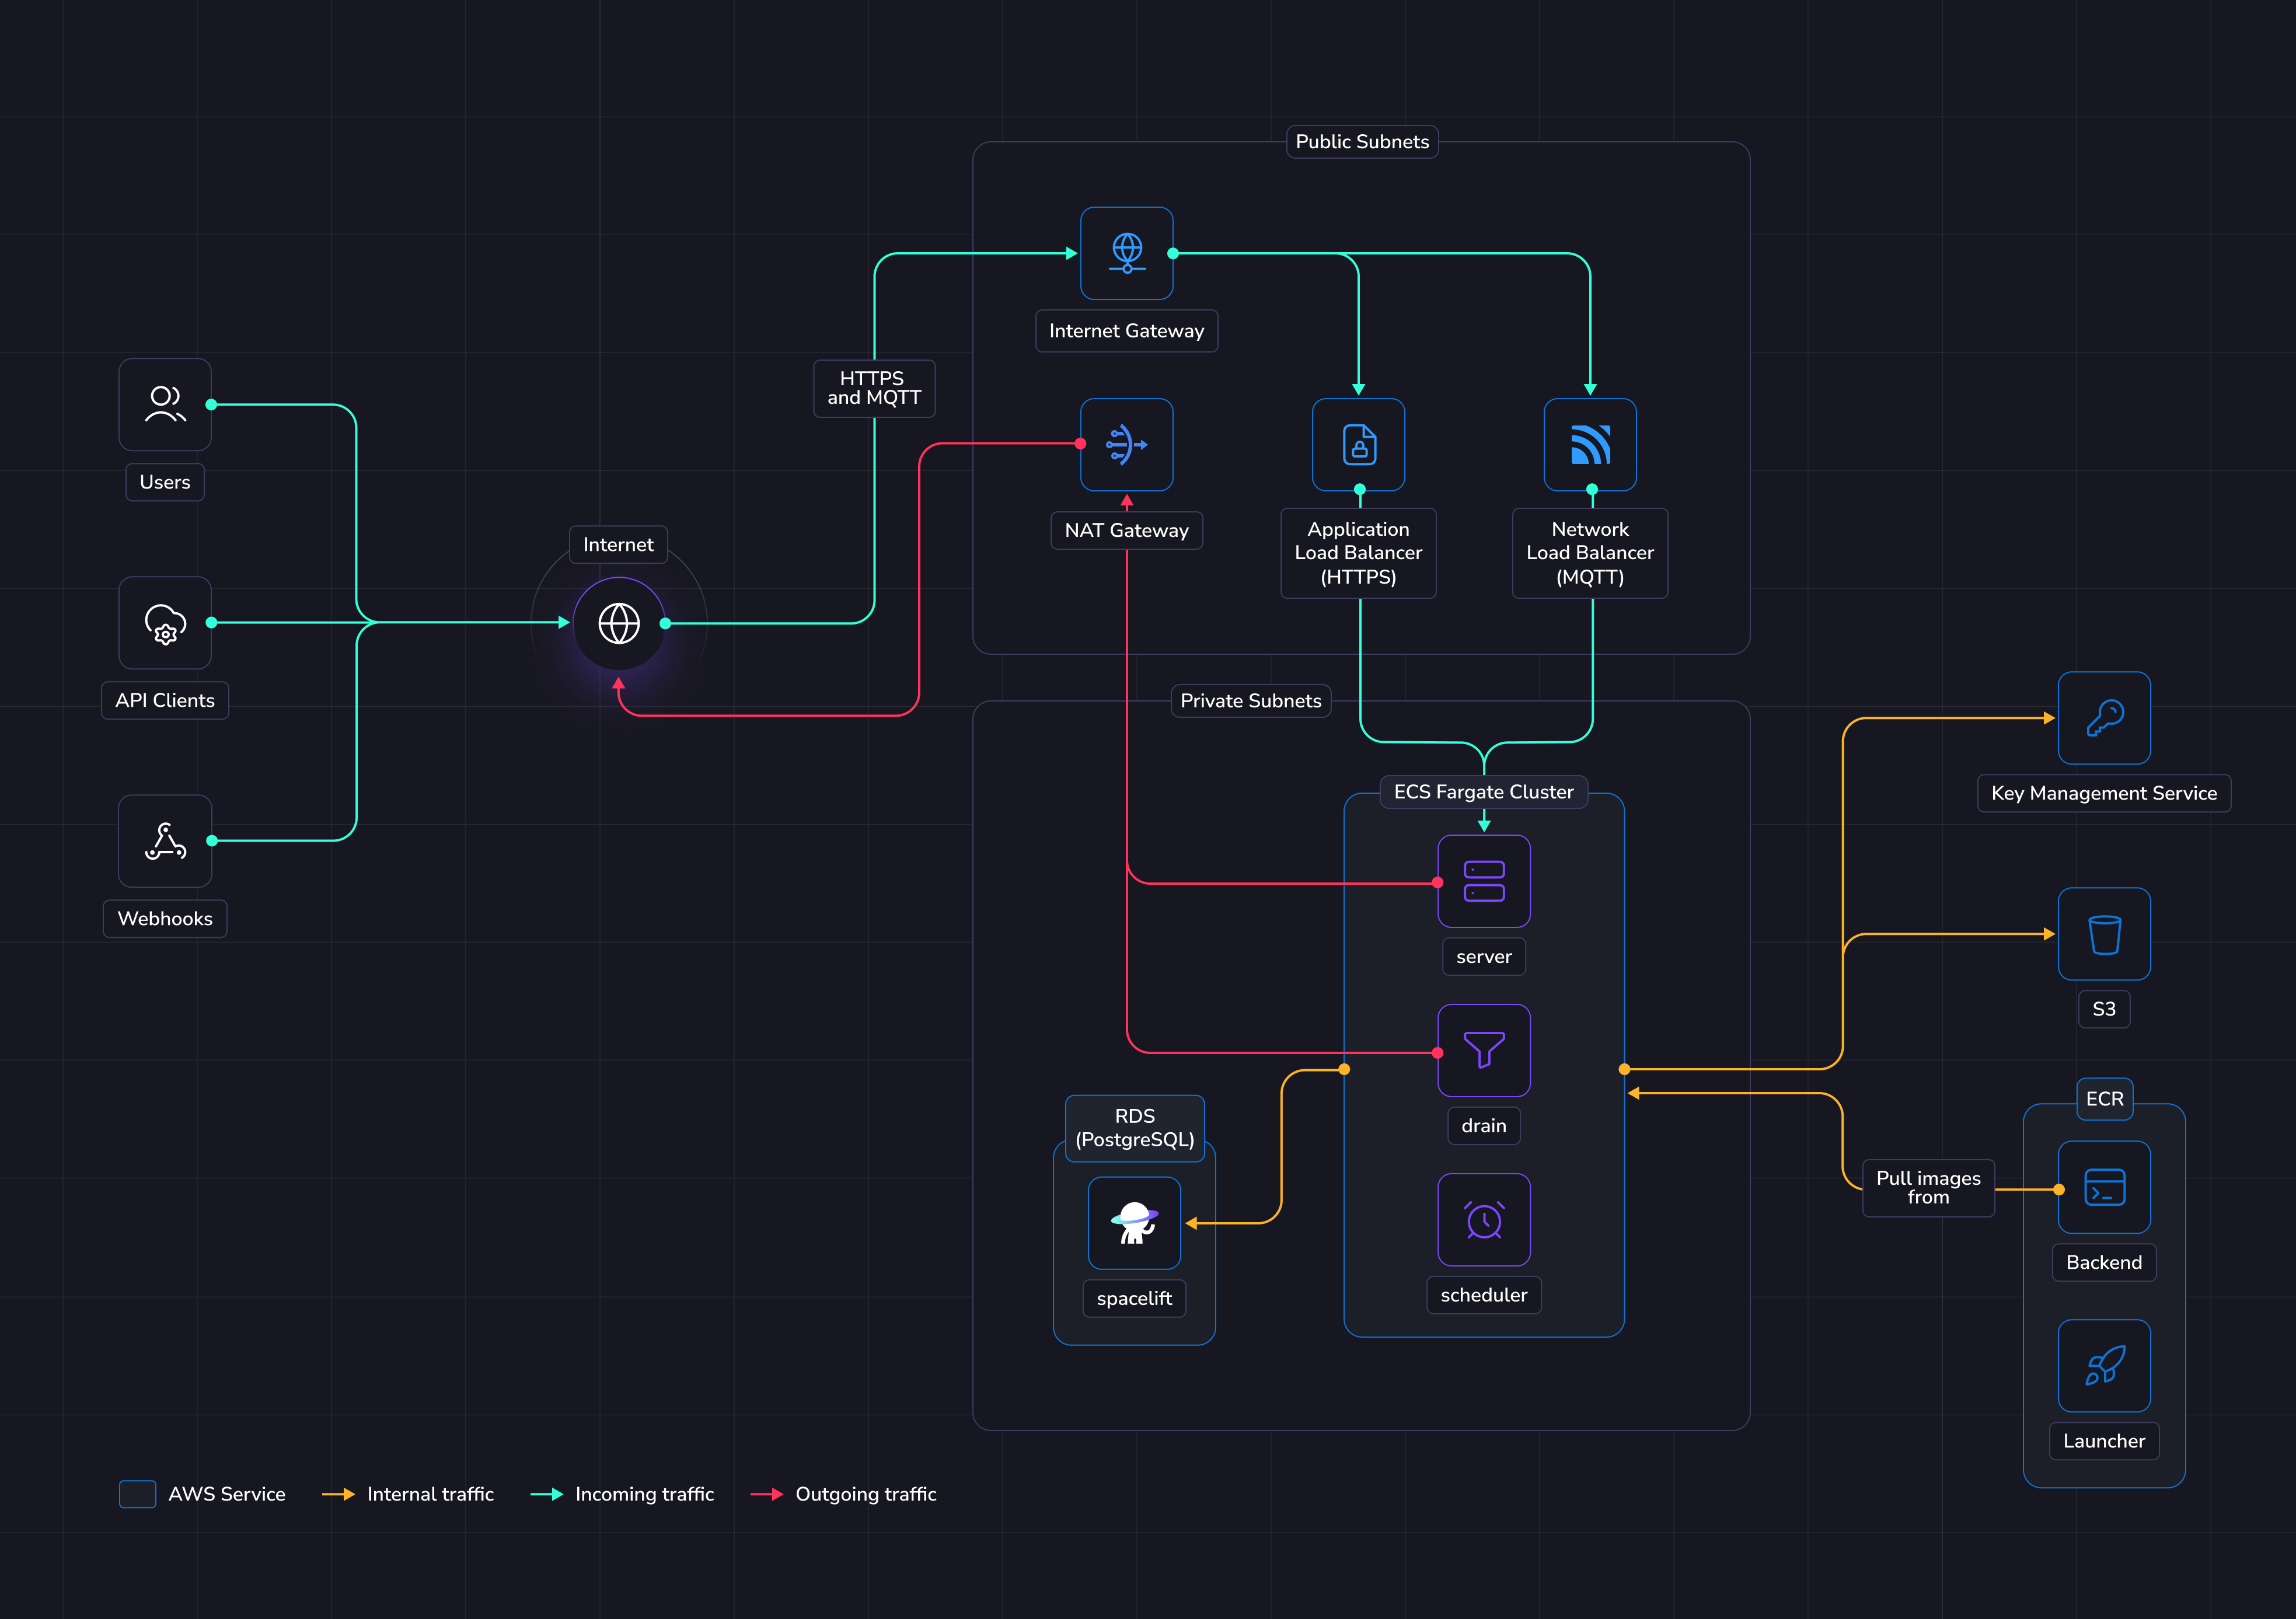 Public Subnets
Internet Gateway
HTTPS
and MQTT
Users
NAT Gateway
Application
Load Balancer
(HTTPS)
Network
Load Balancer
(MQTT)
Internet
API Clients
Private Subnets
ECS Fargate Cluster
Key Management Service
Webhooks
server
S3
drain
RDS
(PostgreSQL)
ECR
Pull images
from
Backend
spacelift
scheduler
Launcher
AWS Service
Internal traffic
Incoming traffic
Outgoing traffic